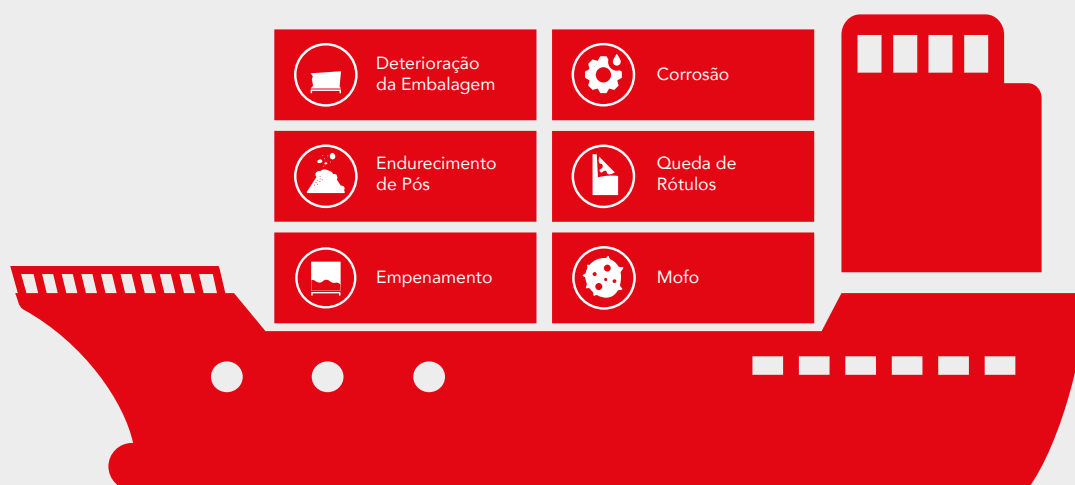 Deterioração
da Embalagem
Corrosão
Endurecimento
de Pós
Queda de
Rótulos
Empenamento
Mofo